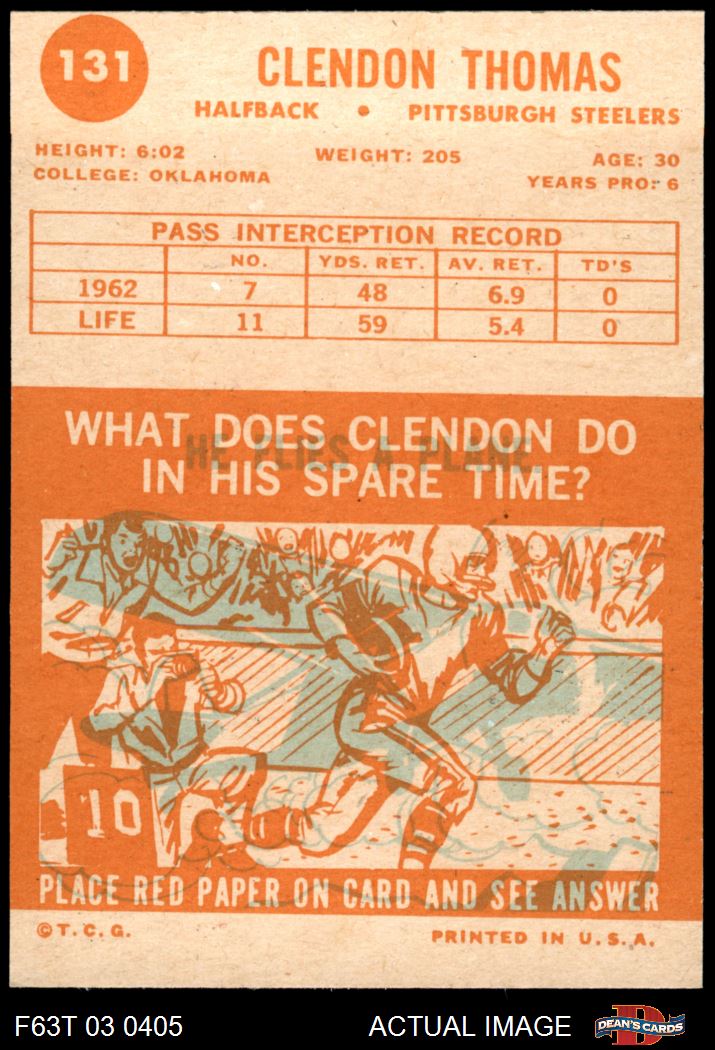 131
CLENDON THOMAS
HALFBACK • PITTSBURGH STEELERS
HEIGHT: 6:02 WEIGHT: 205 AGE: 30
COLLEGE: OKLAHOMA YEARS PRO: 6
PASS INTERCEPTION RECORD
NO. YDS. RET. AV. RET. TD'S
1962 7 48 6.9 0
LIFE 11 59 5.4 0
WHAT DOES CLENDON DO
HE FLIES A PLANE
IN HIS SPARE TIME?
10
PLACE RED PAPER ON CARD AND SEE ANSWER
©T.C.G. PRINTED IN U.S.A.
F63T 03 0405 ACTUAL IMAGE D DEAN'S CARDS